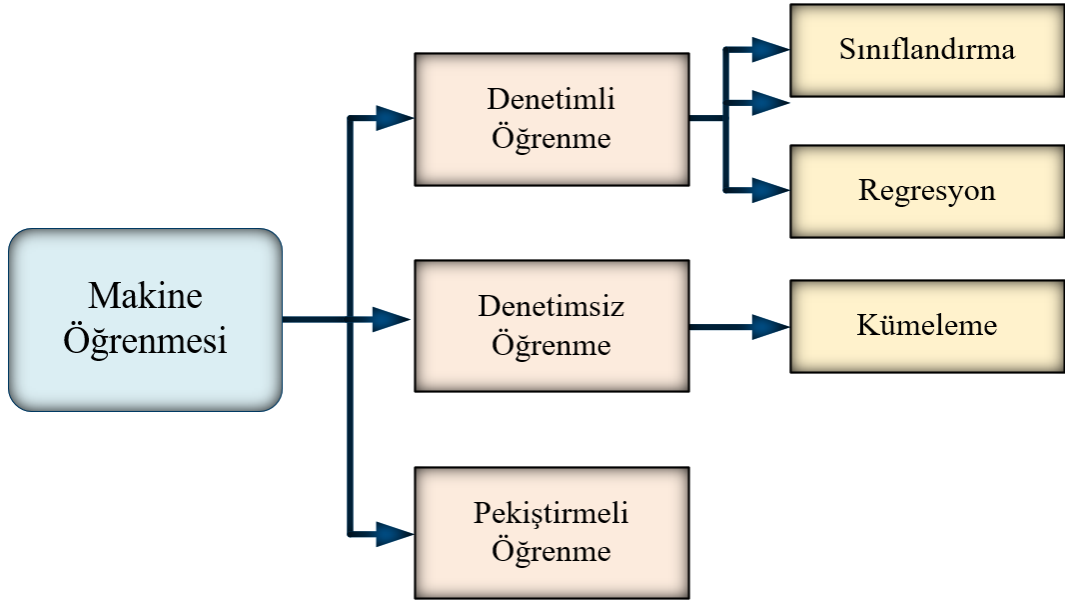 Makine
Öğrenmesi
Denetimli
Öğrenme
Sınıflandırma
Regresyon
Denetimsiz
Öğrenme
Kümeleme
Pekiştirmeli
Öğrenme